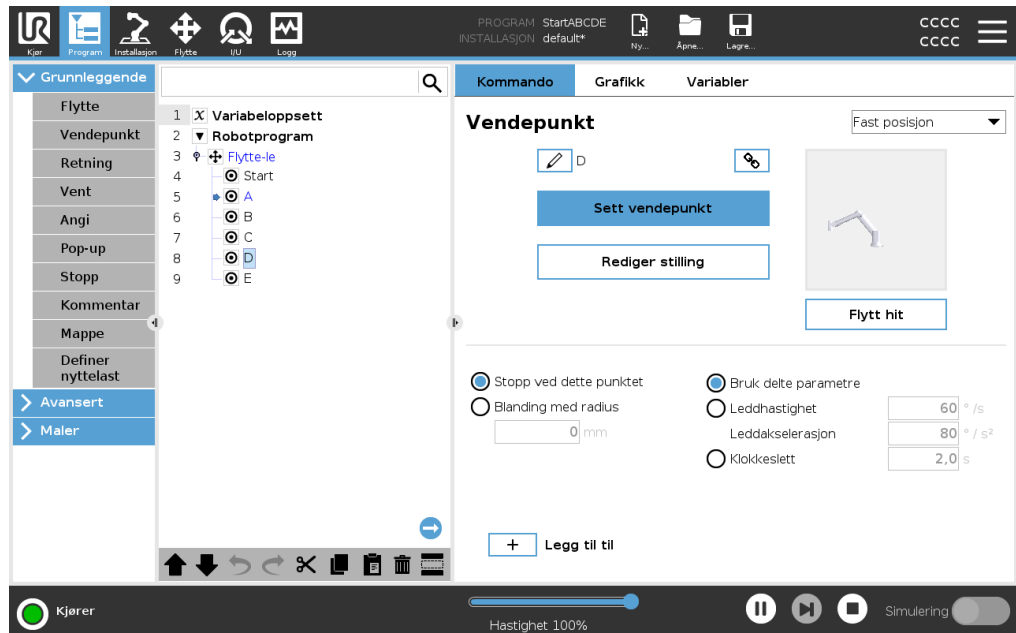 UR
PROGRAM StartABCDE
INSTALLASJON default*
CCCC
CCCC
Kjør
Program
Installasjon
Flytte
I/U
Logg
Ny...
Åpne...
Lagre...
Grunnleggende
Flytte
Vendepunkt
Retning
Vent
Angi
Pop-up
Stopp
Kommentar
Mappe
Definer
nyttelast
Avansert
Maler
1 X Variabeloppsett
2 Robotprogram
3 Flytte-le
4 Start
5 A
6 B
7 C
8 D
9 E
Kommando
Grafikk
Variabler
Vendepunkt
Fast posisjon
D
Sett vendepunkt
Rediger stilling
Flytt hit
Stopp ved dette punktet
Blanding med radius
0 mm
Bruk delte parametre
Leddhastighet 60 ° /s
Leddakselerasjon 80 ° / s²
Klokkeslett 2,0 s
+ Legg til til
Kjører
Hastighet 100%
Simulering